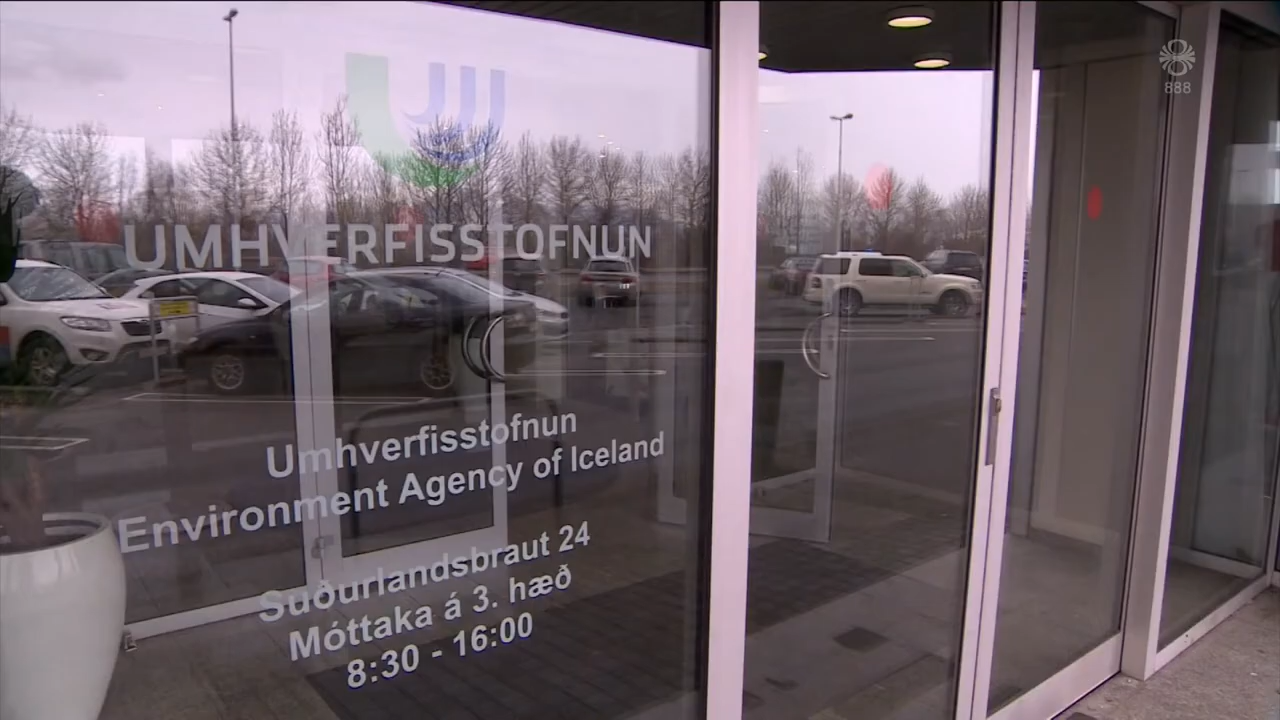 888
UMHVERFISSTOFNUN
Umhverfisstofnun
Environment Agency of Iceland
Suðurlandsbraut 24
Móttaka á 3. hæð
8:30 - 16:00